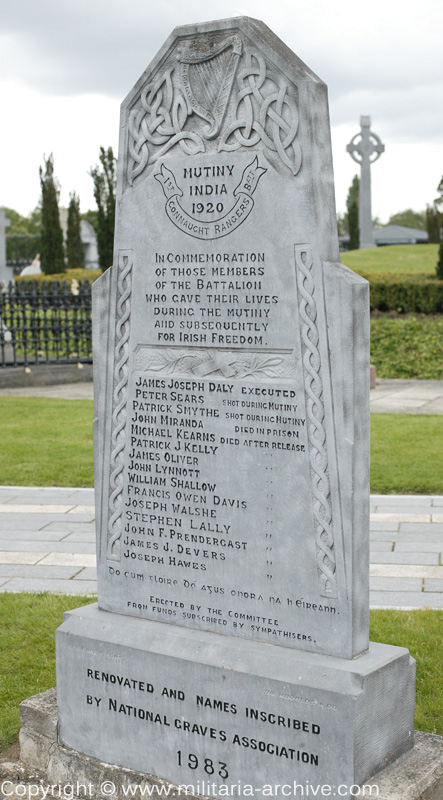 MUTINY
INDIA
1920
1ST CONNAUGHT RANGERS BATT
IN COMMEMORATION
OF THOSE MEMBERS
OF THE BATTALION
WHO GAVE THEIR LIVES
DURING THE MUTINY
AND SUBSEQUENTLY
FOR IRISH FREEDOM.
JAMES JOSEPH DALY EXECUTED
PETER SEARS SHOT DURING MUTINY
PATRICK SMYTHE SHOT DURING MUTINY
JOHN MIRANDA DIED IN PRISON
MICHAEL KEARNS DIED AFTER RELEASE
PATRICK J KELLY "
JAMES OLIVER "
JOHN LYNNOTT "
WILLIAM SHALLOW "
FRANCIS OWEN DAVIS "
JOSEPH WALSHE "
STEPHEN LALLY "
JOHN F. PRENDERGAST "
JAMES J. DEVERS "
JOSEPH HAWES "
Do cum gloire Dé agus onóra na hÉireann.
ERECTED BY THE COMMITTEE
FROM FUNDS SUBSCRIBED BY SYMPATHISERS.
RENOVATED AND NAMES INSCRIBED
BY NATIONAL GRAVES ASSOCIATION
1983
Copyright © www.militaria-archive.com